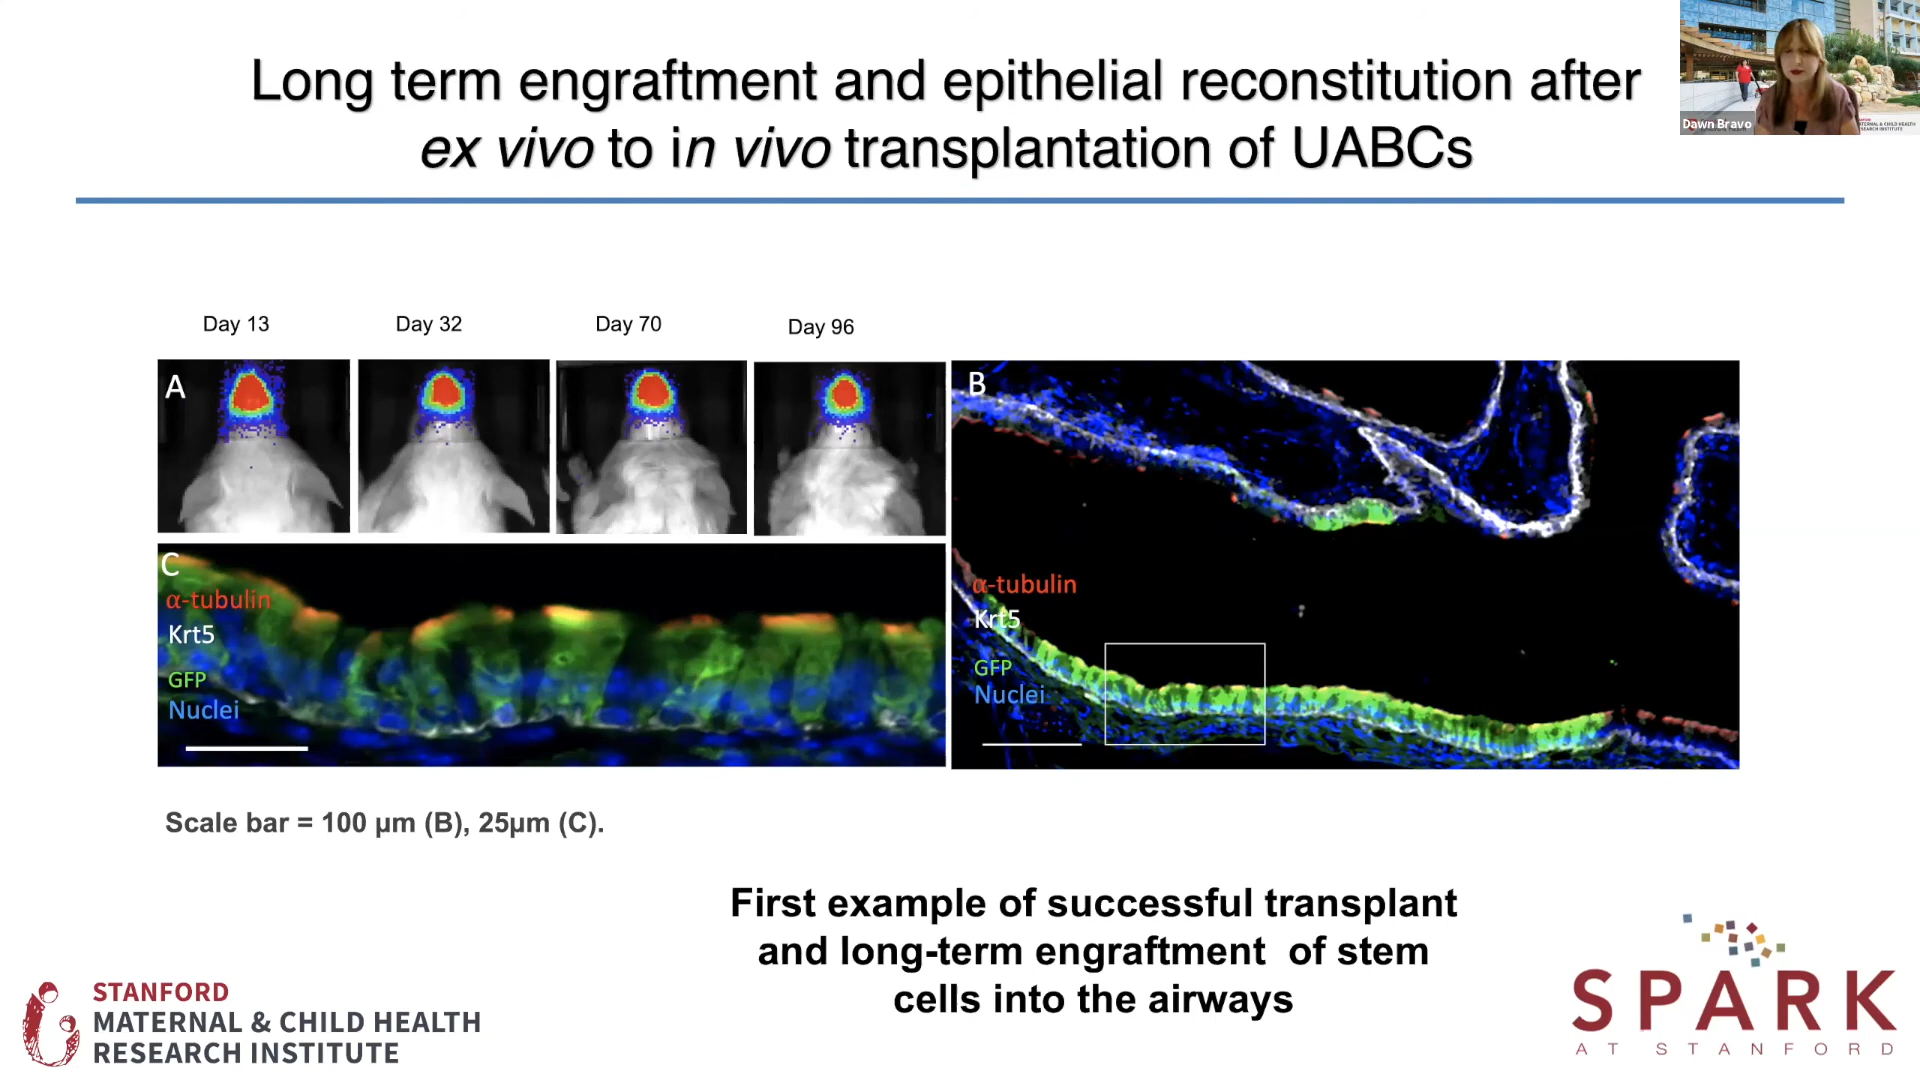 Long term engraftment and epithelial reconstitution after
ex vivo to in vivo transplantation of UABCs
Dawn Bravo
Day 13
Day 32
Day 70
Day 96
A
B
C
α-tubulin
Krt5
GFP
Nuclei
α-tubulin
Krt5
GFP
Nuclei
Scale bar = 100 µm (B), 25µm (C).
First example of successful transplant
and long-term engraftment of stem
cells into the airways
STANFORD
MATERNAL & CHILD HEALTH
RESEARCH INSTITUTE
SPARK
AT STANFORD